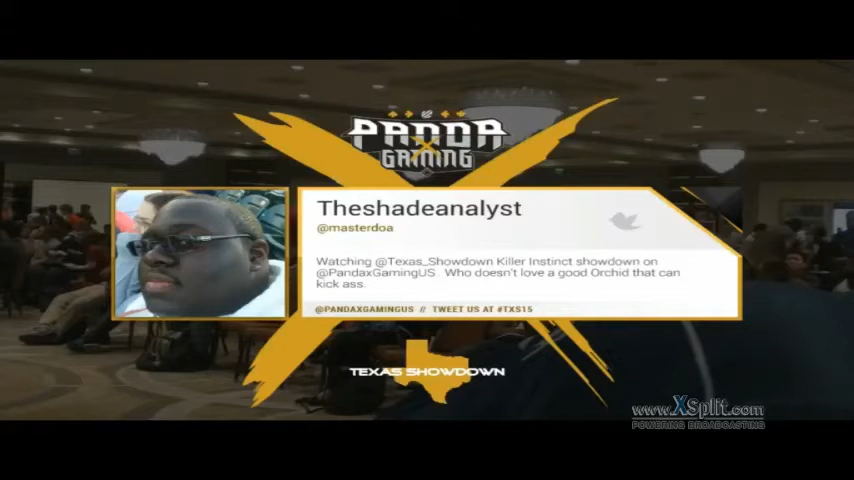 PANDA
X
GAMING
Theshadeanalyst
@masterdoa
Watching @Texas_Showdown Killer Instinct showdown on
@PandaxGamingUS. Who doesn't love a good Orchid that can
kick ass.
@PANDAXGAMINGUS // TWEET US AT #TXS15
TEXAS SHOWDOWN
www.XSplit.com
POWERING BROADCASTING